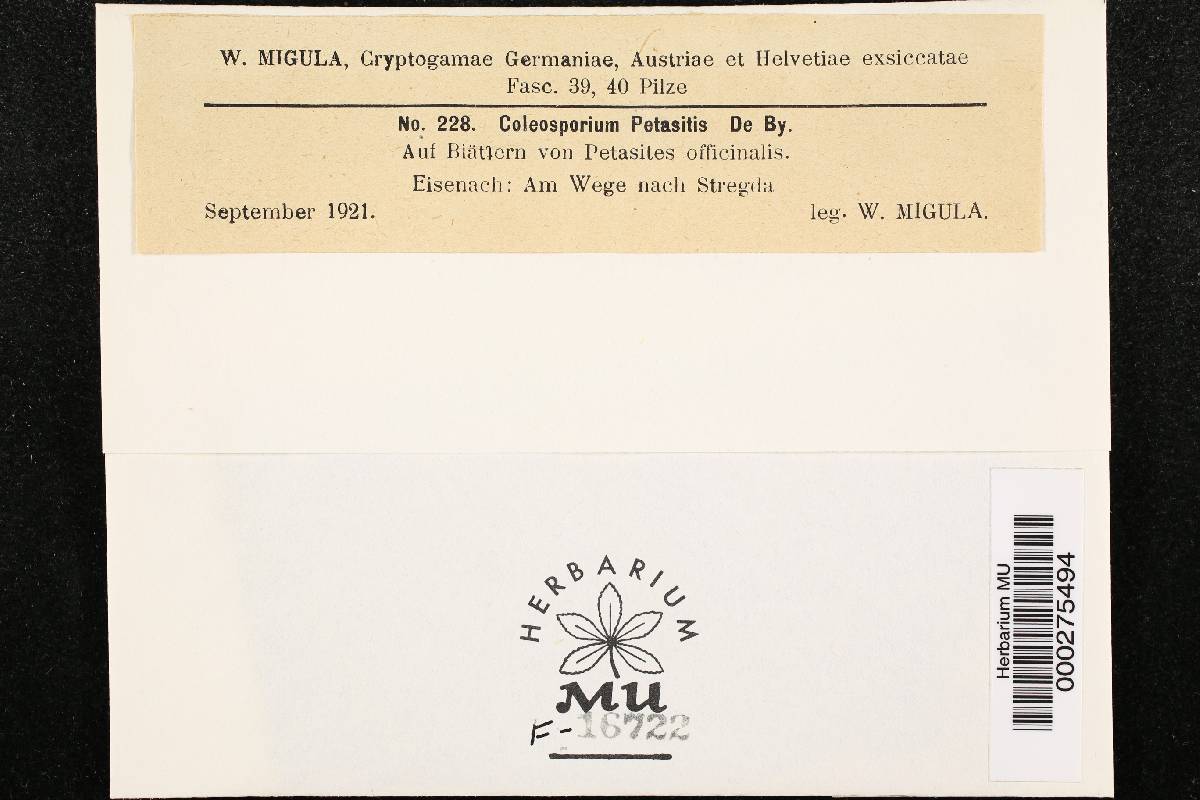 W. MIGULA, Cryptogamae Germaniae, Austriae et Helvetiae exsiccatae
Fasc. 39, 40 Pilze
No. 228. Coleosporium Petasitis De By.
Auf Blättern von Petasites officinalis.
Eisenach: Am Wege nach Stregda
September 1921. leg. W. MIGULA.
HERBARIUM
MU
F-16722
Herbarium MU
000275494